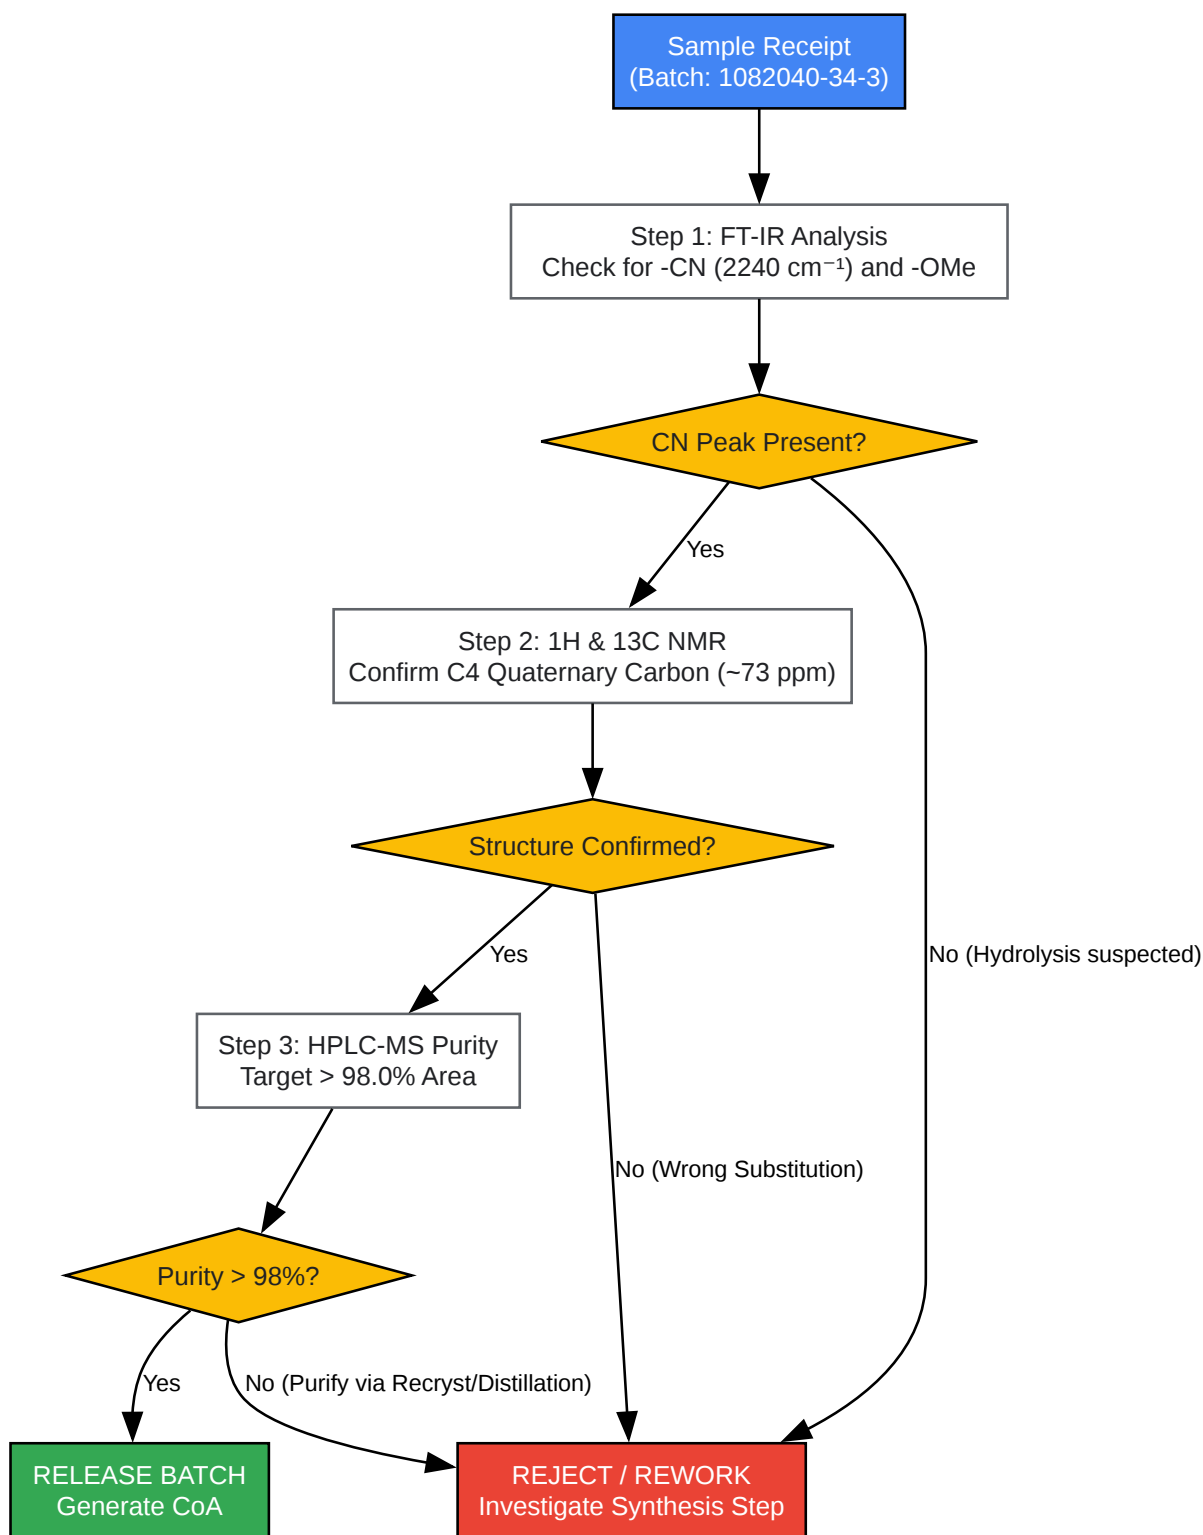 Sample Receipt
(Batch: 1082040-34-3)
Step 1: FT-IR Analysis
Check for -CN (2240 cm⁻¹) and -OMe
CN Peak Present?
Yes
Step 2: 1H & 13C NMR
Confirm C4 Quaternary Carbon (~73 ppm)
Structure Confirmed?
Yes
No (Hydrolysis suspected)
Step 3: HPLC-MS Purity
Target > 98.0% Area
No (Wrong Substitution)
Purity > 98%?
Yes
No (Purify via Recryst/Distillation)
RELEASE BATCH
Generate CoA
REJECT / REWORK
Investigate Synthesis Step